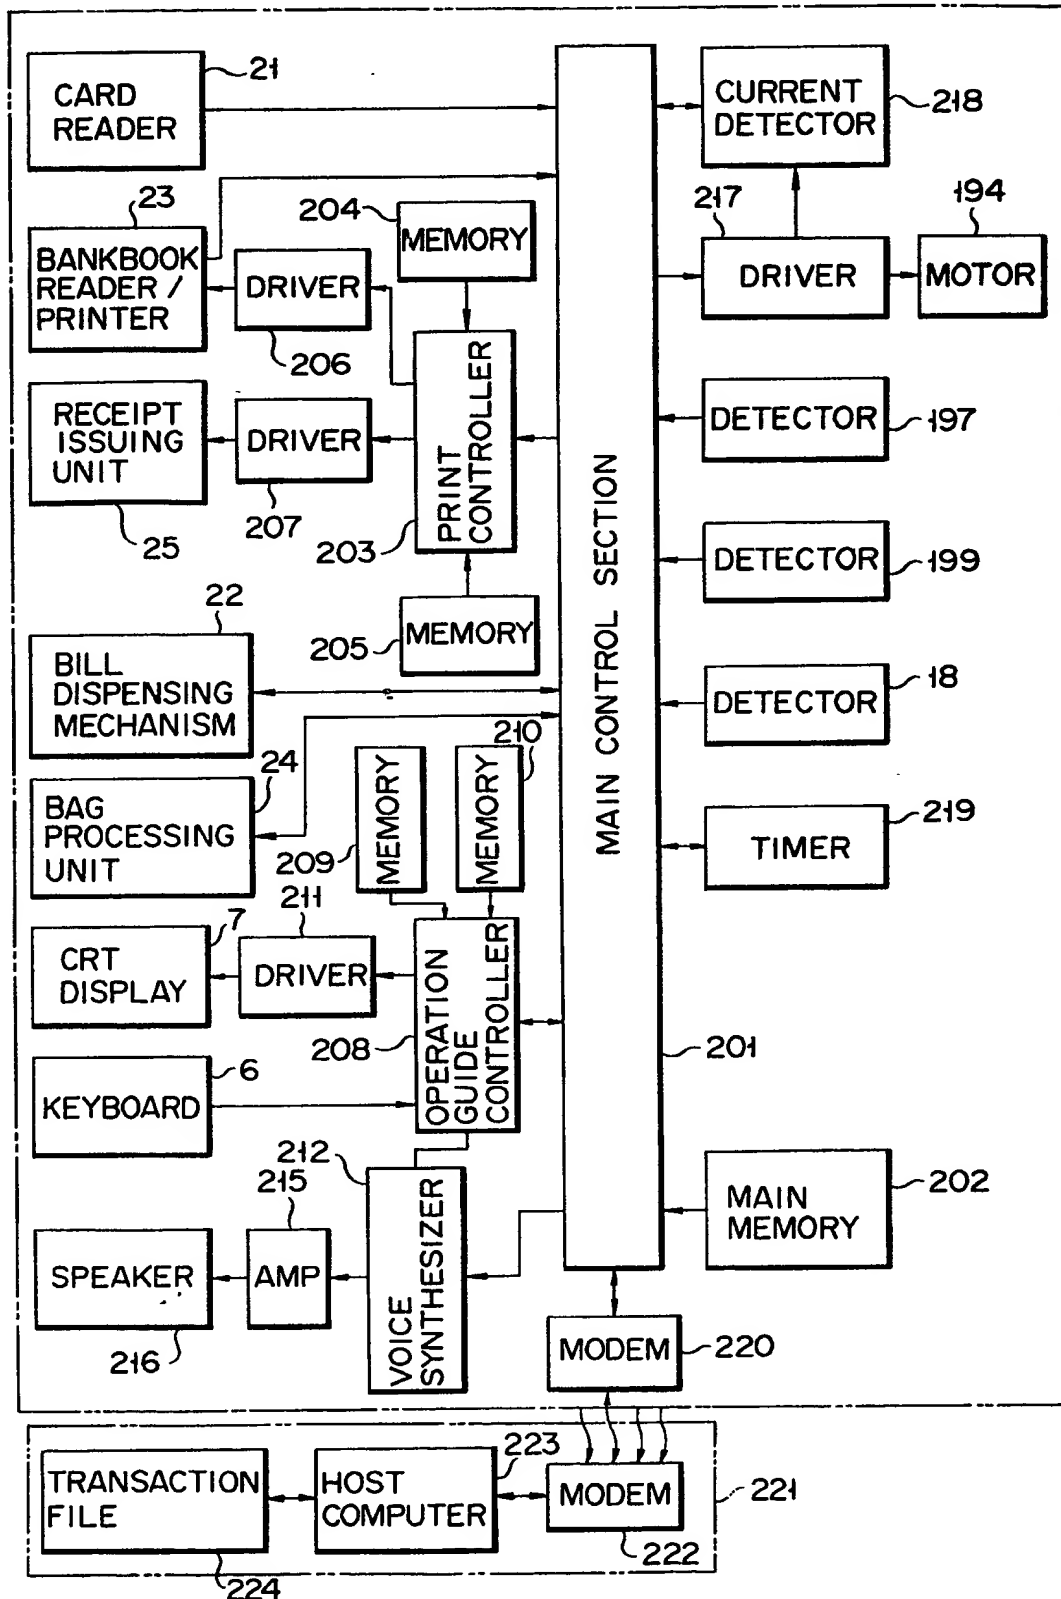 21
CARD
READER
CURRENT
DETECTOR
218
23
204
MEMORY
217
194
BANKBOOK
READER /
PRINTER
DRIVER
206
DRIVER
MOTOR
RECEIPT
ISSUING
UNIT
25
DRIVER
207
PRINT
CONTROLLER
203
DETECTOR
197
MAIN CONTROL SECTION
DETECTOR
199
22
205
MEMORY
BILL
DISPENSING
MECHANISM
DETECTOR
18
24
210
BAG
PROCESSING
UNIT
209
MEMORY
MEMORY
TIMER
219
7
211
CRT
DISPLAY
DRIVER
208
OPERATION
GUIDE
CONTROLLER
201
6
KEYBOARD
212
215
MAIN
MEMORY
202
SPEAKER
216
AMP
VOICE
SYNTHESIZER
MODEM
220
223
TRANSACTION
FILE
224
HOST
COMPUTER
MODEM
222
221